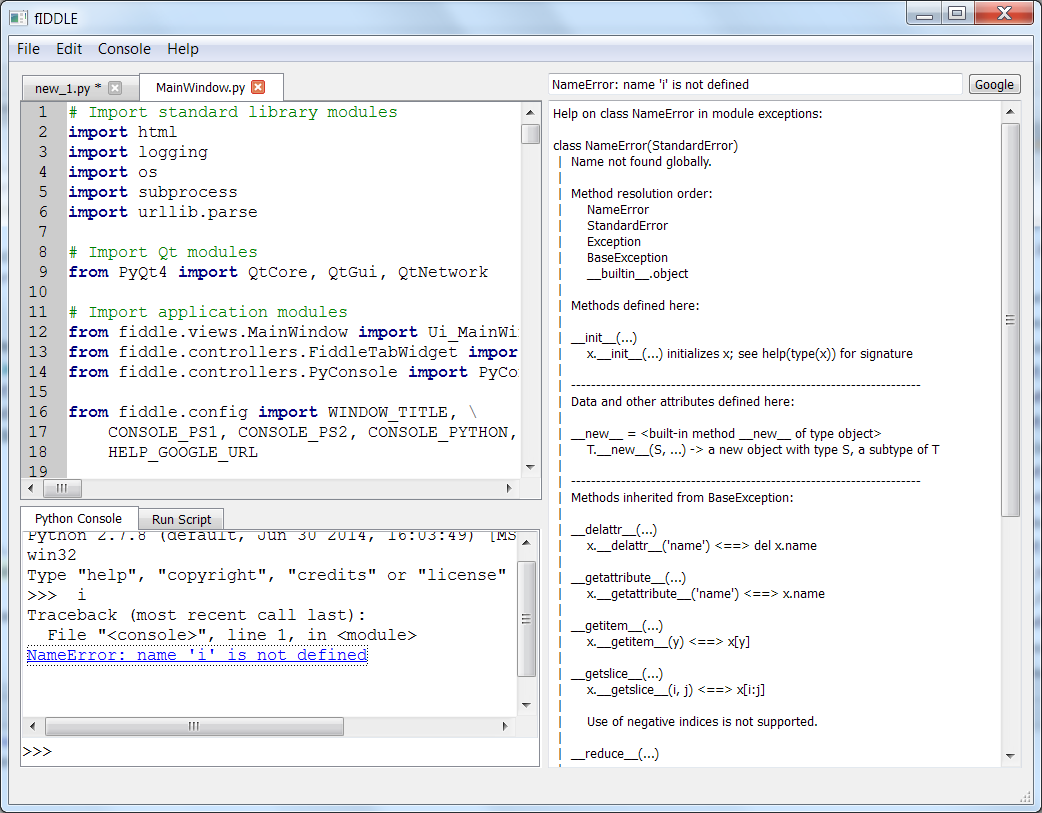 fIDDLE
File Edit Console Help
new_1.py *
MainWindow.py
1 # Import standard library modules
2 import html
3 import logging
4 import os
5 import subprocess
6 import urllib.parse
7
8 # Import Qt modules
9 from PyQt4 import QtCore, QtGui, QtNetwork
10
11 # Import application modules
12 from fiddle.views.MainWindow import Ui_MainWi
13 from fiddle.controllers.FiddleTabWidget impor
14 from fiddle.controllers.PyConsole import PyCo
15
16 from fiddle.config import WINDOW_TITLE, \
17 CONSOLE_PS1, CONSOLE_PS2, CONSOLE_PYTHON,
18 HELP_GOOGLE_URL
19
Python Console
Run Script
Python 2.7.8 (default, Jun 30 2014, 16:03:49) [MS
win32
Type "help", "copyright", "credits" or "license"
>>> i
Traceback (most recent call last):
File "<console>", line 1, in <module>
NameError: name 'i' is not defined
>>>
NameError: name 'i' is not defined
Google
Help on class NameError in module exceptions:
class NameError(StandardError)
| Name not found globally.
|
| Method resolution order:
| NameError
| StandardError
| Exception
| BaseException
| __builtin__.object
|
| Methods defined here:
|
| __init__(...)
| x.__init__(...) initializes x; see help(type(x)) for signature
|
| ----------------------------------------------------------------------
| Data and other attributes defined here:
|
| __new__ = <built-in method __new__ of type object>
| T.__new__(S, ...) -> a new object with type S, a subtype of T
|
| ----------------------------------------------------------------------
| Methods inherited from BaseException:
|
| __delattr__(...)
| x.__delattr__('name') <==> del x.name
|
| __getattribute__(...)
| x.__getattribute__('name') <==> x.name
|
| __getitem__(...)
| x.__getitem__(y) <==> x[y]
|
| __getslice__(...)
| x.__getslice__(i, j) <==> x[i:j]
|
| Use of negative indices is not supported.
|
| __reduce__(...)